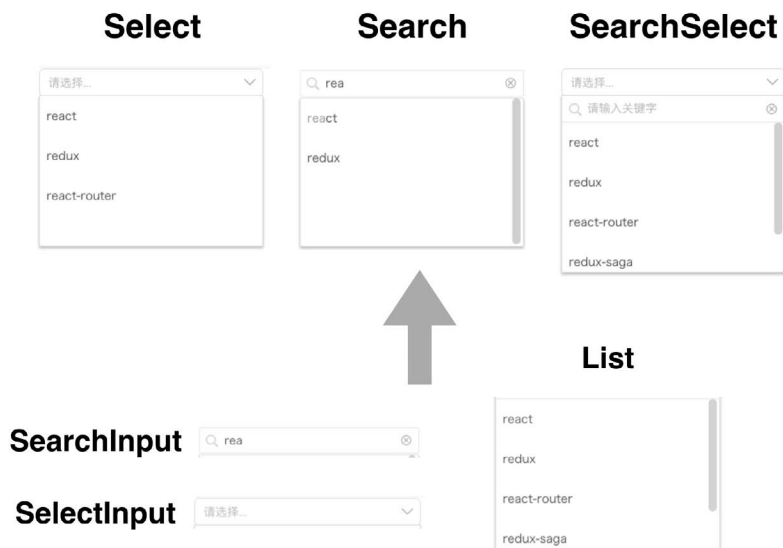 Select
Search
SearchSelect
请选择...
react
redux
react-router
rea
react
redux
请选择...
请输入关键字
react
redux
react-router
redux-saga
List
SearchInput
rea
SelectInput
请选择...
react
redux
react-router
redux-saga